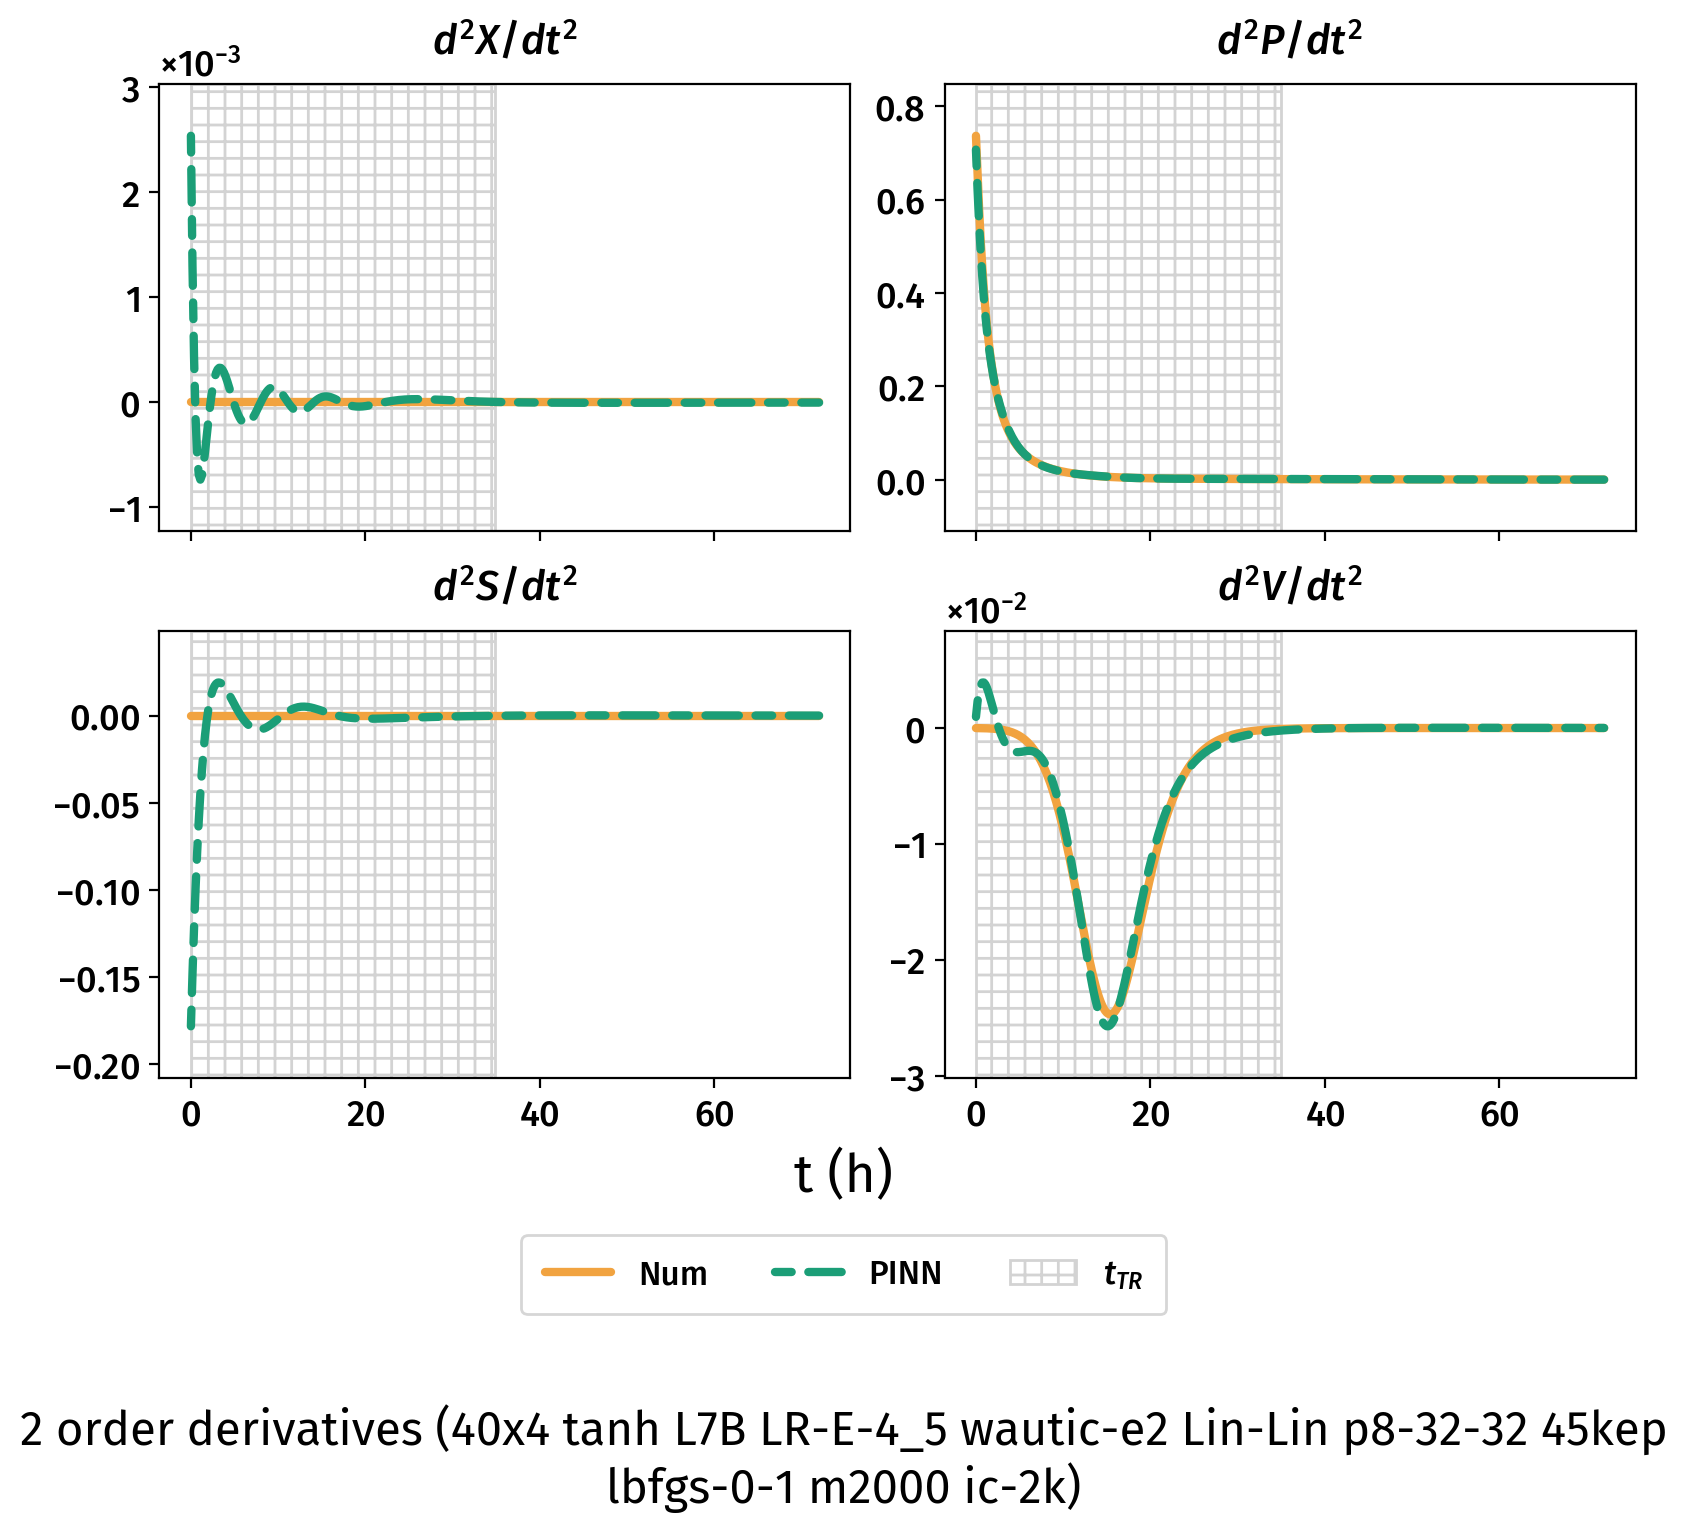 d²X/dt²
d²P/dt²
×10⁻³
3
2
1
0
−1
0.8
0.6
0.4
0.2
0.0
d²S/dt²
d²V/dt²
×10⁻²
0.00
−0.05
−0.10
−0.15
−0.20
0
−1
−2
−3
0 20 40 60
0 20 40 60
t (h)
Num PINN t_TR
2 order derivatives (40x4 tanh L7B LR-E-4_5 wautic-e2 Lin-Lin p8-32-32 45kep
lbfgs-0-1 m2000 ic-2k)